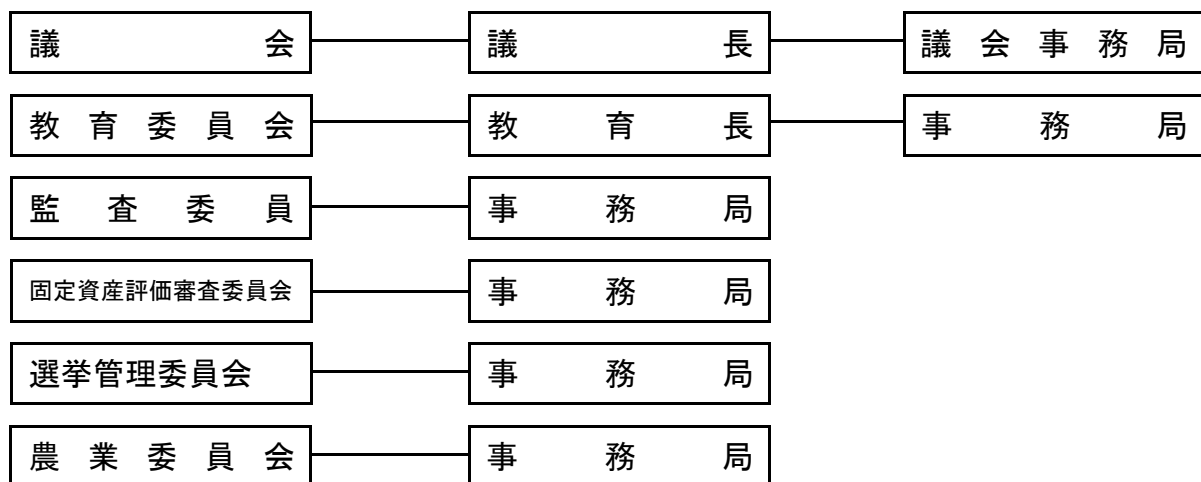 議会 議長 議会事務局
教育委員会 教育長 事務局
監査委員 事務局
固定資産評価審査委員会 事務局
選挙管理委員会 事務局
農業委員会 事務局